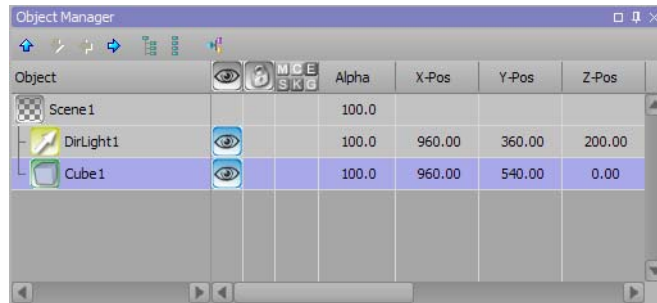 Object Manager
Object M C E S K G Alpha X-Pos Y-Pos Z-Pos
Scene1 100.0
DirLight1 100.0 960.00 360.00 200.00
Cube1 100.0 960.00 540.00 0.00